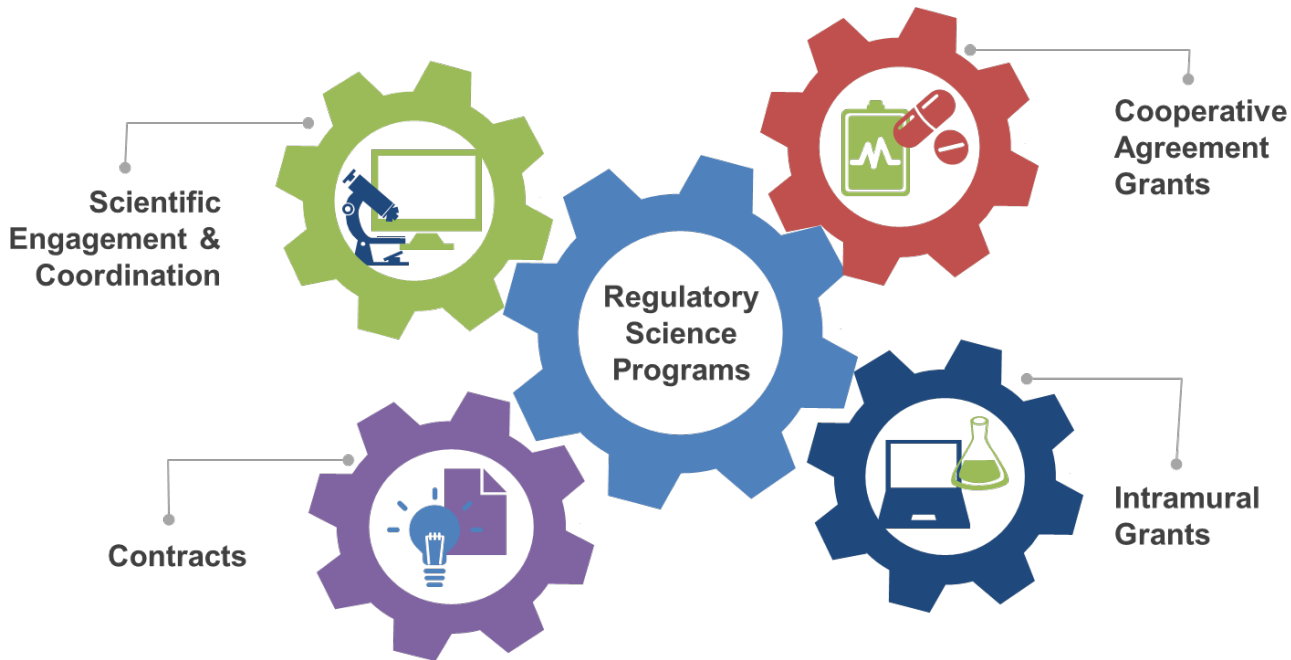 Scientific
Engagement &
Coordination
Regulatory
Science
Programs
Cooperative
Agreement
Grants
Contracts
Intramural
Grants